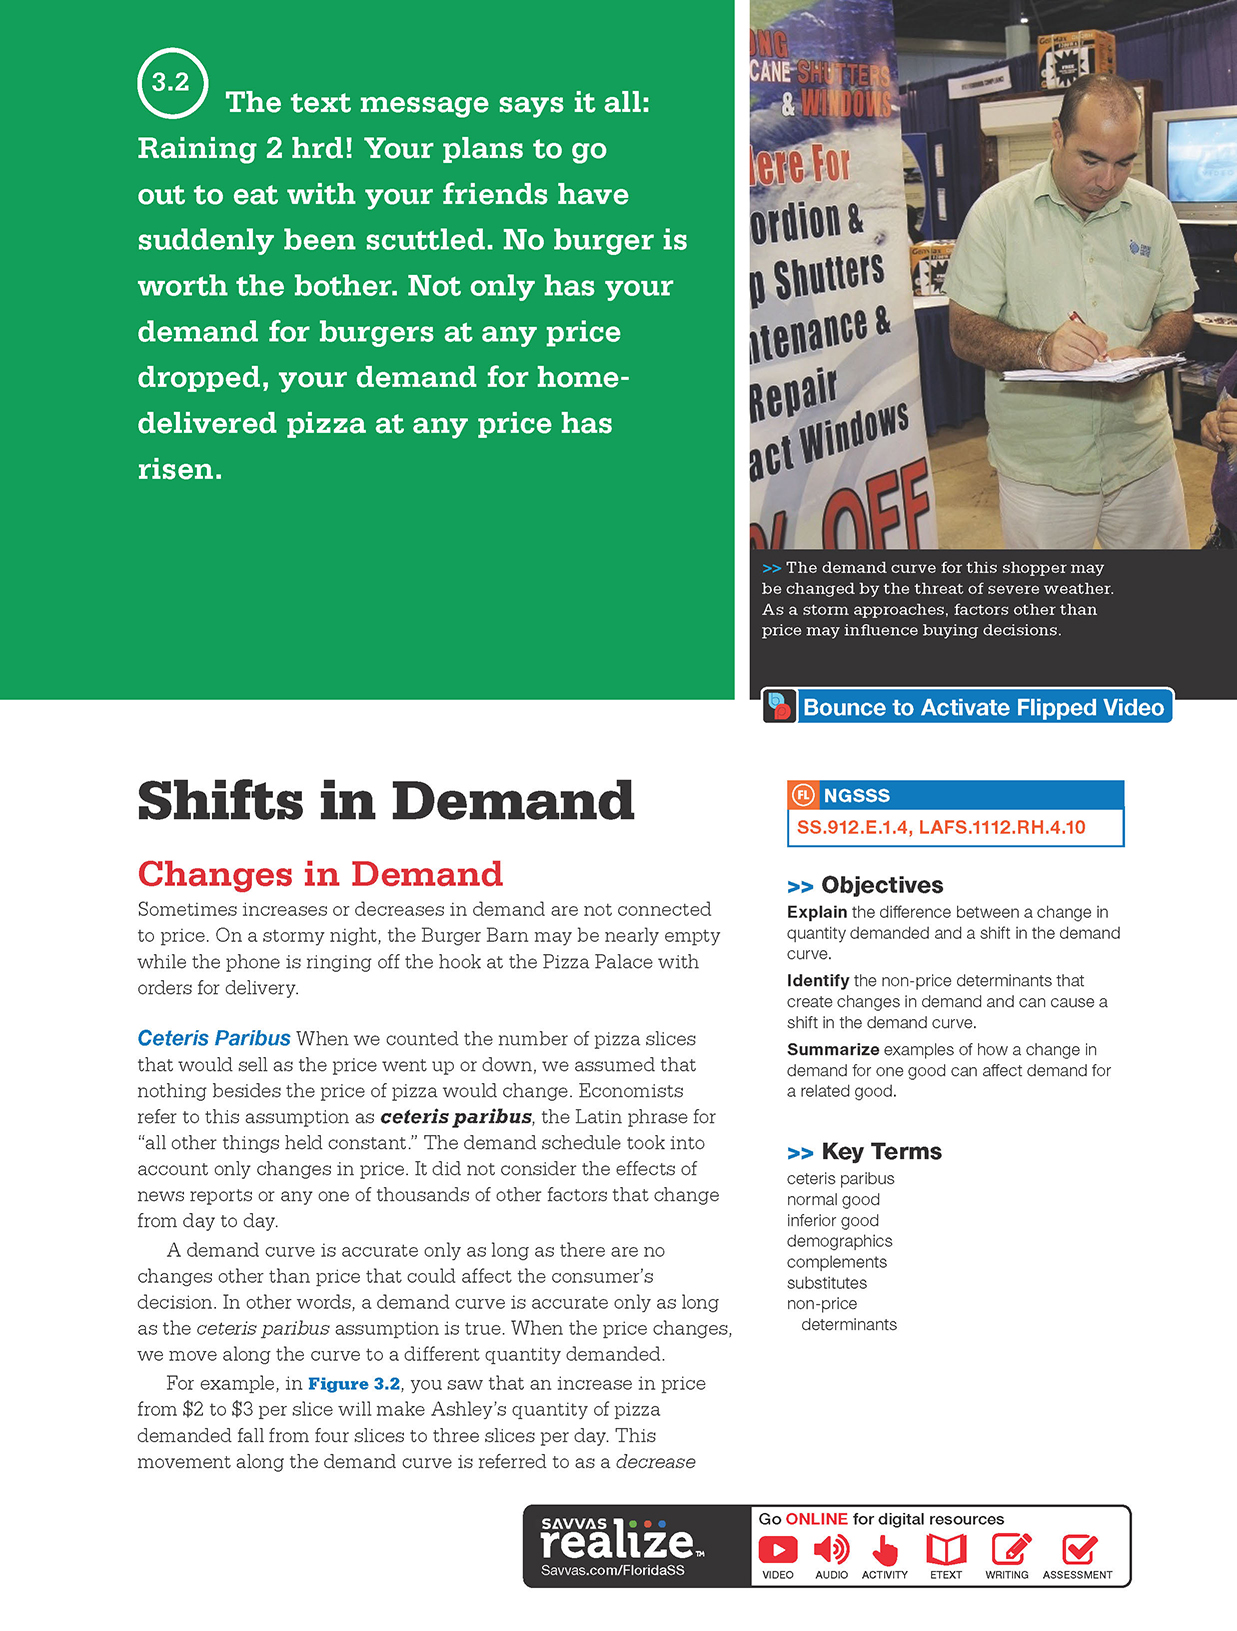 3.2
The text message says it all:
Raining 2 hrd! Your plans to go
out to eat with your friends have
suddenly been scuttled. No burger is
worth the bother. Not only has your
demand for burgers at any price
dropped, your demand for home-
delivered pizza at any price has
risen.
ONG
CANE SHUTTERS
& WINDOWS
Here For
ordion &
p Shutters
ntenance &
Repair
act Windows
% OFF
>> The demand curve for this shopper may
be changed by the threat of severe weather.
As a storm approaches, factors other than
price may influence buying decisions.
Bounce to Activate Flipped Video
Shifts in Demand
Changes in Demand
Sometimes increases or decreases in demand are not connected
to price. On a stormy night, the Burger Barn may be nearly empty
while the phone is ringing off the hook at the Pizza Palace with
orders for delivery.
Ceteris Paribus When we counted the number of pizza slices
that would sell as the price went up or down, we assumed that
nothing besides the price of pizza would change. Economists
refer to this assumption as ceteris paribus, the Latin phrase for
“all other things held constant.” The demand schedule took into
account only changes in price. It did not consider the effects of
news reports or any one of thousands of other factors that change
from day to day.
A demand curve is accurate only as long as there are no
changes other than price that could affect the consumer’s
decision. In other words, a demand curve is accurate only as long
as the ceteris paribus assumption is true. When the price changes,
we move along the curve to a different quantity demanded.
For example, in Figure 3.2, you saw that an increase in price
from $2 to $3 per slice will make Ashley’s quantity of pizza
demanded fall from four slices to three slices per day. This
movement along the demand curve is referred to as a decrease
FL NGSSS
SS.912.E.1.4, LAFS.1112.RH.4.10
>> Objectives
Explain the difference between a change in
quantity demanded and a shift in the demand
curve.
Identify the non-price determinants that
create changes in demand and can cause a
shift in the demand curve.
Summarize examples of how a change in
demand for one good can affect demand for
a related good.
>> Key Terms
ceteris paribus
normal good
inferior good
demographics
complements
substitutes
non-price
determinants
SAVVAS
realize™
Savvas.com/FloridaSS
Go ONLINE for digital resources
VIDEO AUDIO ACTIVITY ETEXT WRITING ASSESSMENT